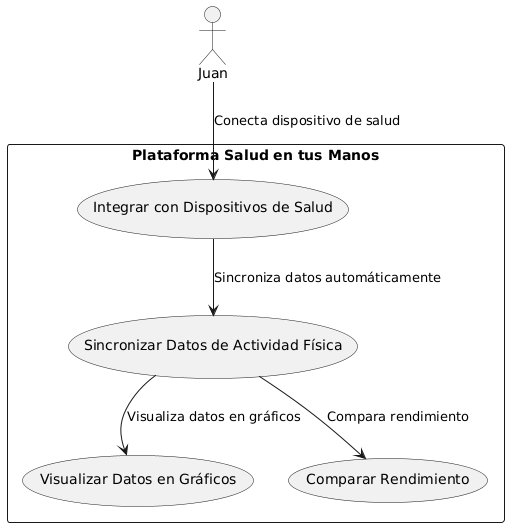 Juan
Conecta dispositivo de salud
Plataforma Salud en tus Manos
Integrar con Dispositivos de Salud
Sincroniza datos automáticamente
Sincronizar Datos de Actividad Física
Visualiza datos en gráficos
Compara rendimiento
Visualizar Datos en Gráficos
Comparar Rendimiento